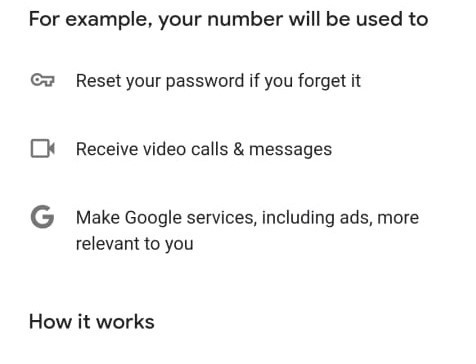 For example, your number will be used to
Reset your password if you forget it
Receive video calls & messages
Make Google services, including ads, more
relevant to you
How it works